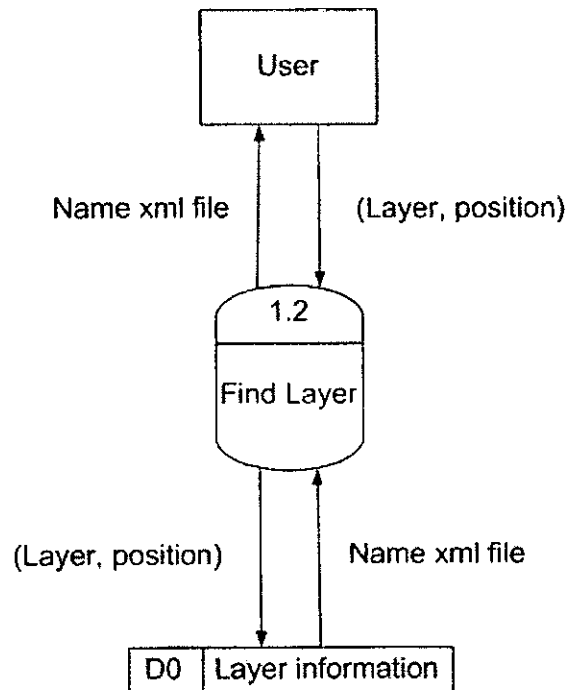 User
Name xml file
(Layer, position)
1.2
Find Layer
(Layer, position)
Name xml file
D0
Layer information